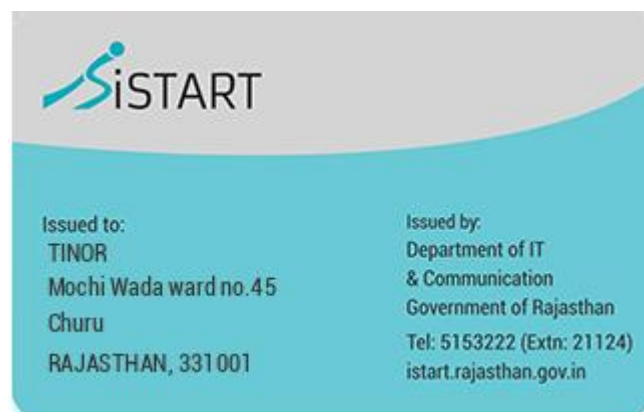 iSTART
Issued to:
TINOR
Mochi Wada ward no.45
Churu
RAJASTHAN, 331001
Issued by:
Department of IT
& Communication
Government of Rajasthan
Tel: 5153222 (Extn: 21124)
istart.rajasthan.gov.in